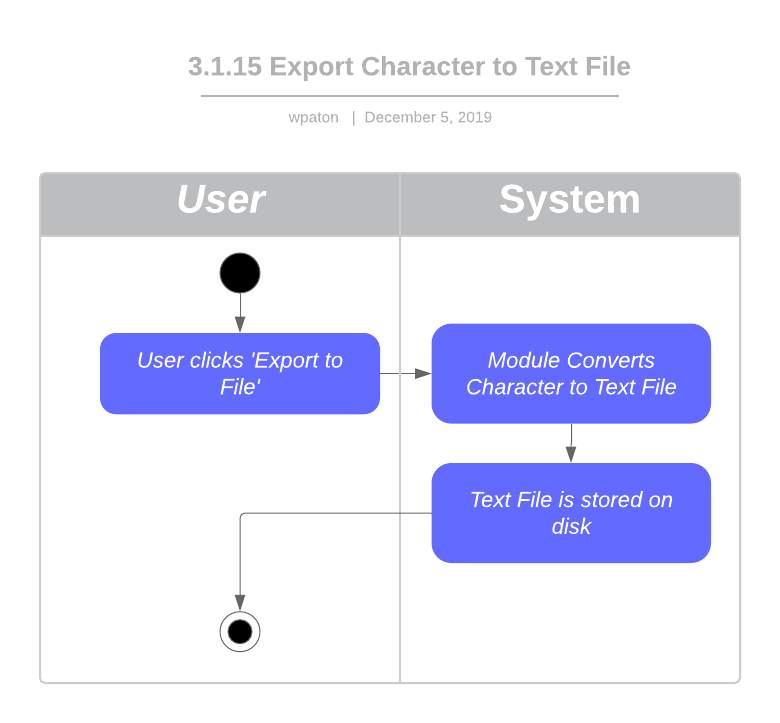 3.1.15 Export Character to Text File
wpaton | December 5, 2019
User
System
User clicks 'Export to
File'
Module Converts
Character to Text File
Text File is stored on
disk